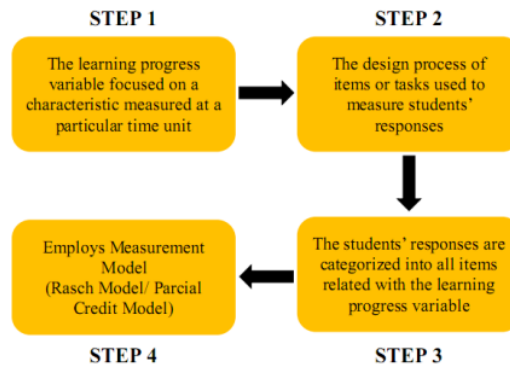 STEP 1
The learning progress
variable focused on a
characteristic measured at a
particular time unit
STEP 2
The design process of
items or tasks used to
measure students'
responses
The students' responses are
categorized into all items
related with the learning
progress variable
STEP 3
Employs Measurement
Model
(Rasch Model/ Parcial
Credit Model)
STEP 4